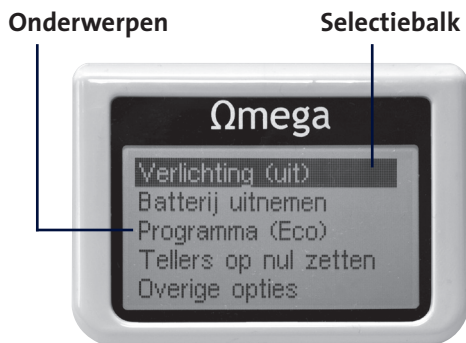 Onderwerpen Selectiebalk
Ωmega
Verlichting (uit)
Batterij uitnemen
Programma (Eco)
Tellers op nul zetten
Overige opties